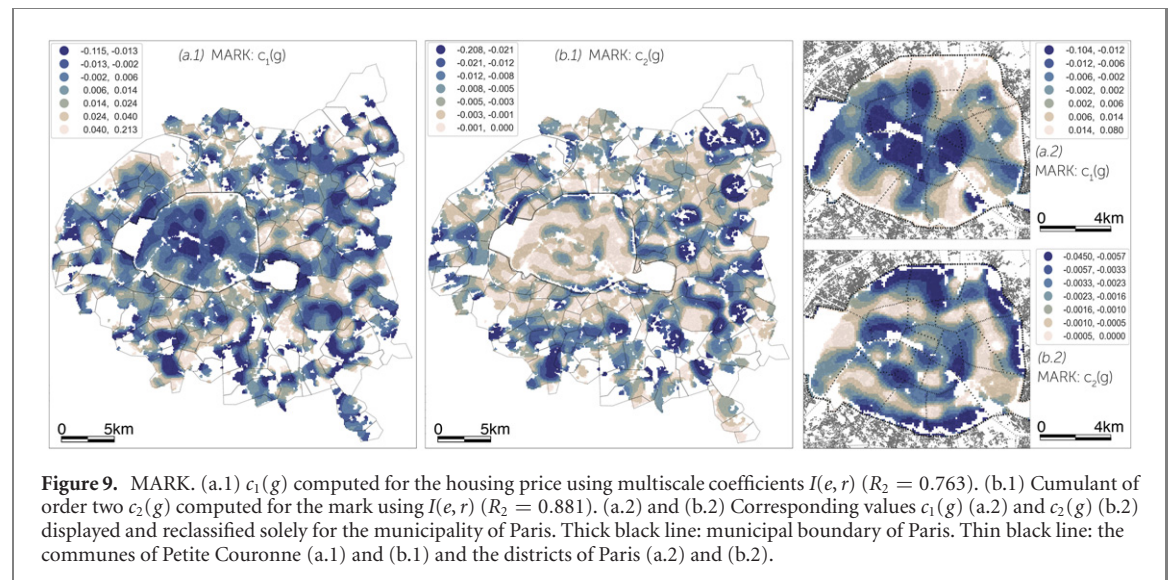 -0.115, -0.013
-0.013, -0.002
-0.002, 0.006
0.006, 0.014
0.014, 0.024
0.024, 0.040
0.040, 0.213
(a.1) MARK: c₁(g)
0 5km
-0.208, -0.021
-0.021, -0.012
-0.012, -0.008
-0.008, -0.005
-0.005, -0.003
-0.003, -0.001
-0.001, 0.000
(b.1) MARK: c₂(g)
0 5km
-0.104, -0.012
-0.012, -0.006
-0.006, -0.002
-0.002, 0.002
0.002, 0.006
0.006, 0.014
0.014, 0.080
(a.2)
MARK: c₁(g)
0 4km
-0.0450, -0.0057
-0.0057, -0.0033
-0.0033, -0.0023
-0.0023, -0.0016
-0.0016, -0.0010
-0.0010, -0.0005
-0.0005, 0.0000
(b.2)
MARK: c₂(g)
0 4km
Figure 9. MARK. (a.1) c₁(g) computed for the housing price using multiscale coefficients I(e, r) (R₂ = 0.763). (b.1) Cumulant of
order two c₂(g) computed for the mark using I(e, r) (R₂ = 0.881). (a.2) and (b.2) Corresponding values c₁(g) (a.2) and c₂(g) (b.2)
displayed and reclassified solely for the municipality of Paris. Thick black line: municipal boundary of Paris. Thin black line: the
communes of Petite Couronne (a.1) and (b.1) and the districts of Paris (a.2) and (b.2).